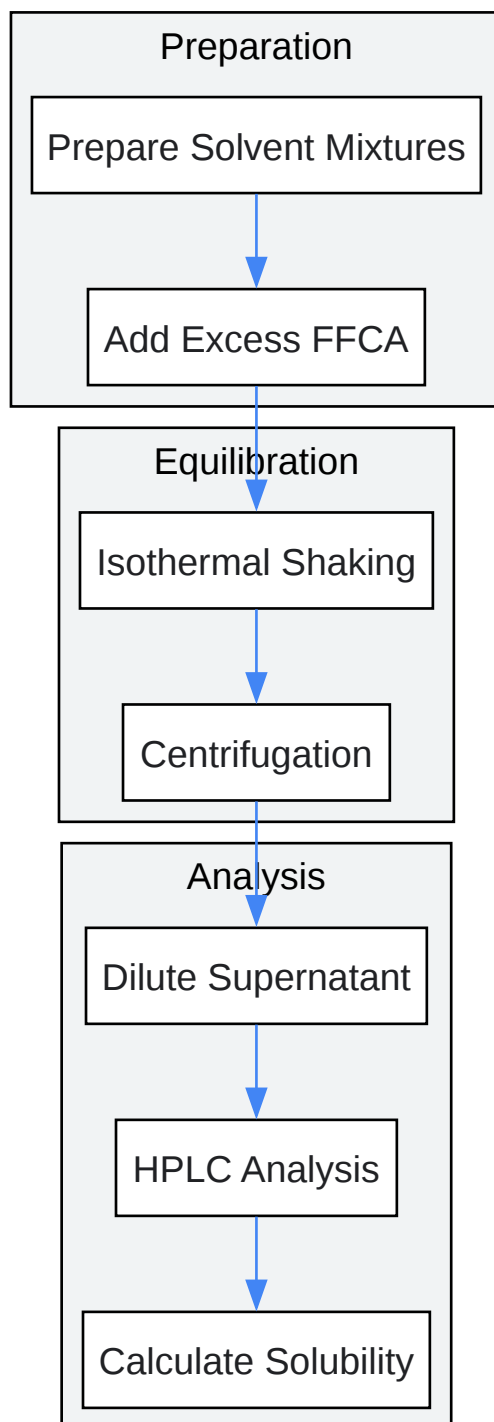 Preparation
Prepare Solvent Mixtures
Add Excess FFCA
Equilibration
Isothermal Shaking
Centrifugation
Analysis
Dilute Supernatant
HPLC Analysis
Calculate Solubility